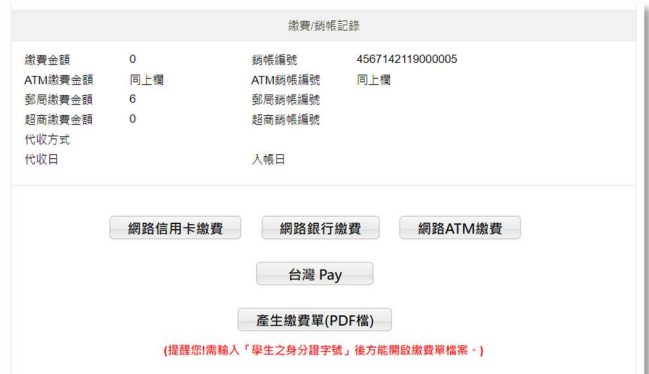 繳費/銷帳記錄
繳費金額 0 銷帳編號 4567142119000005
ATM繳費金額 同上欄 ATM銷帳編號 同上欄
郵局繳費金額 6 郵局銷帳編號
超商繳費金額 0 超商銷帳編號
代收方式
代收日 入帳日
網路信用卡繳費 網路銀行繳費 網路ATM繳費
台灣 Pay
產生繳費單(PDF檔)
(提醒您!需輸入「學生之身分證字號」後方能開啟繳費單檔案。)